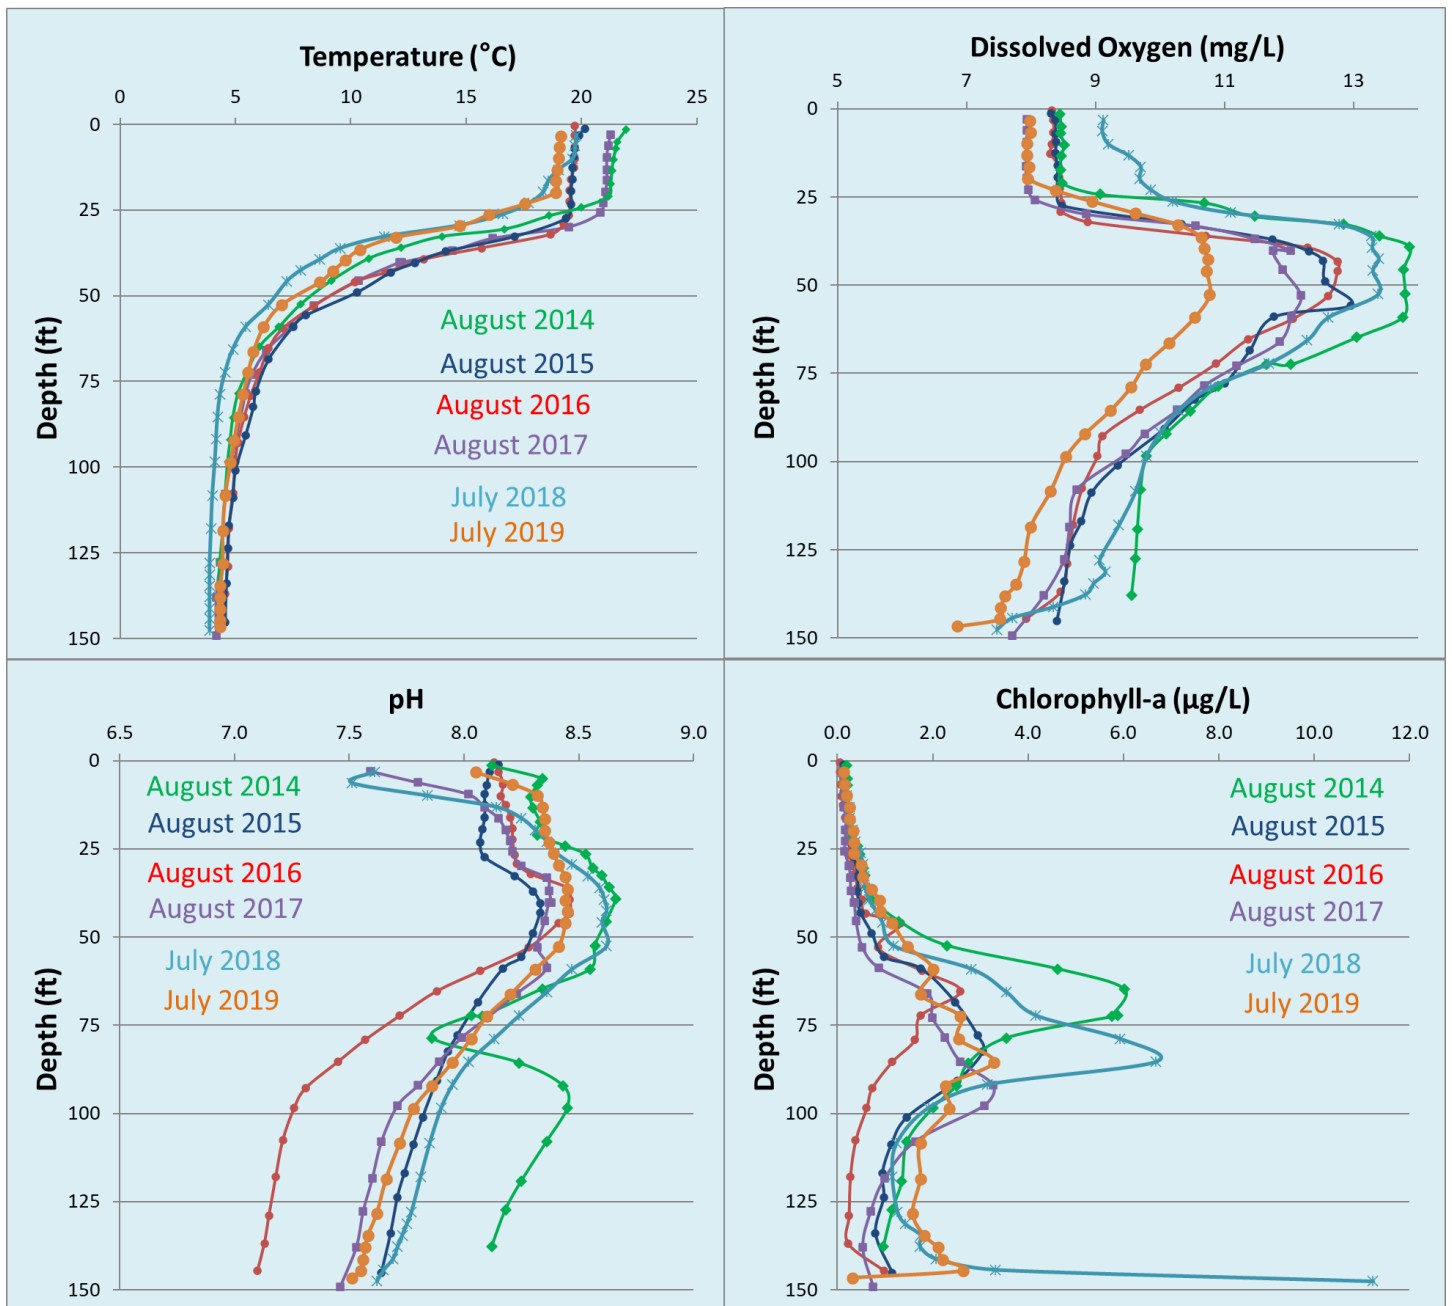 Temperature (°C)
0 5 10 15 20 25
0
25
50
75
100
125
150
Depth (ft)
August 2014
August 2015
August 2016
August 2017
July 2018
July 2019
Dissolved Oxygen (mg/L)
5 7 9 11 13
0
25
50
75
100
125
150
Depth (ft)
pH
6.5 7.0 7.5 8.0 8.5 9.0
0
25
50
75
100
125
150
Depth (ft)
August 2014
August 2015
August 2016
August 2017
July 2018
July 2019
Chlorophyll-a (µg/L)
0.0 2.0 4.0 6.0 8.0 10.0 12.0
0
25
50
75
100
125
150
Depth (ft)
August 2014
August 2015
August 2016
August 2017
July 2018
July 2019